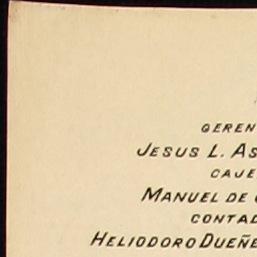 GEREN
JESUS L. AS
CAJE
MANUEL DE
CONTAD
HELIODORO DUEÑE